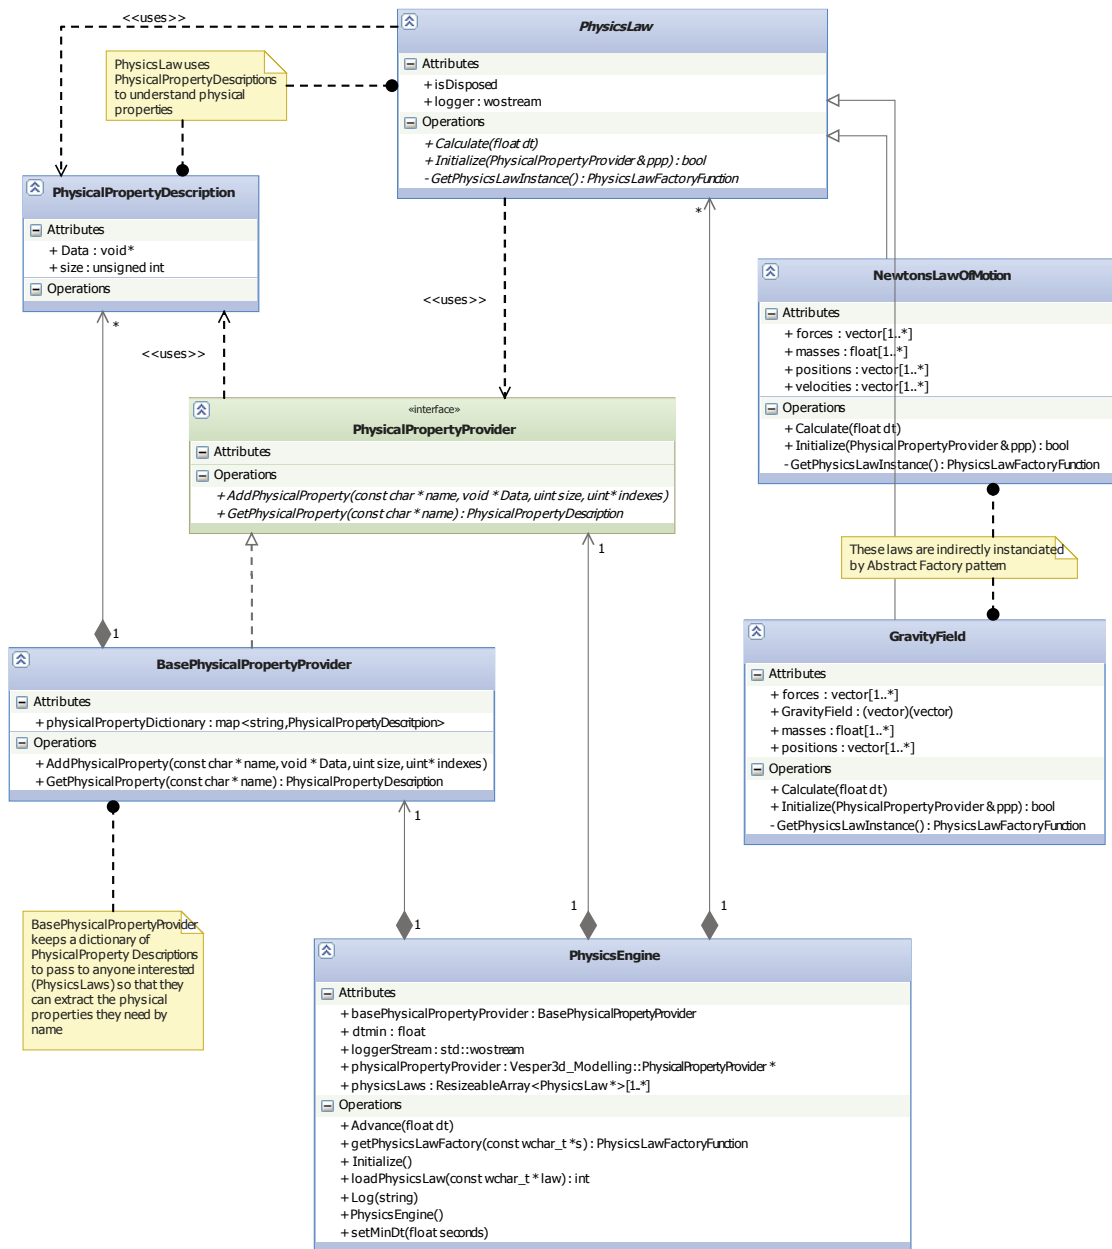 <<uses>>
PhysicsLaw
Attributes
+ isDisposed
+ logger : wostream
Operations
+ Calculate(float dt)
+ Initialize(PhysicalPropertyProvider & ppp) : bool
- GetPhysicsLawInstance() : PhysicsLawFactoryFunction
PhysicsLaw uses
PhysicalPropertyDescriptions
to understand physical
properties
PhysicalPropertyDescription
Attributes
+ Data : void*
+ size : unsigned int
Operations
*
*
<<uses>>
<<uses>>
NewtonsLawOfMotion
Attributes
+ forces : vector[1..*]
+ masses : float[1..*]
+ positions : vector[1..*]
+ velocities : vector[1..*]
Operations
+ Calculate(float dt)
+ Initialize(PhysicalPropertyProvider & ppp) : bool
- GetPhysicsLawInstance() : PhysicsLawFactoryFunction
«interface»
PhysicalPropertyProvider
Attributes
Operations
+ AddPhysicalProperty(const char * name, void * Data, uint size, uint* indexes)
+ GetPhysicalProperty(const char * name) : PhysicalPropertyDescription
1
These laws are indirectly instanciated
by Abstract Factory pattern
1
BasePhysicalPropertyProvider
Attributes
+ physicalPropertyDictionary : map<string,PhysicalPropertyDescritpion>
Operations
+ AddPhysicalProperty(const char * name, void * Data, uint size, uint* indexes)
+ GetPhysicalProperty(const char * name) : PhysicalPropertyDescription
GravityField
Attributes
+ forces : vector[1..*]
+ GravityField : (vector)(vector)
+ masses : float[1..*]
+ positions : vector[1..*]
Operations
+ Calculate(float dt)
+ Initialize(PhysicalPropertyProvider & ppp) : bool
- GetPhysicsLawInstance() : PhysicsLawFactoryFunction
1
1
1
1
BasePhysicalPropertyProvider
keeps a dictionary of
PhysicalProperty Descriptions
to pass to anyone interested
(PhysicsLaws) so that they
can extract the physical
properties they need by
name
PhysicsEngine
Attributes
+ basePhysicalPropertyProvider : BasePhysicalPropertyProvider
+ dtmin : float
+ loggerStream : std::wostream
+ physicalPropertyProvider : Vesper3d_Modelling::PhysicalPropertyProvider *
+ physicsLaws : ResizeableArray<PhysicsLaw *>[1..*]
Operations
+ Advance(float dt)
+ getPhysicsLawFactory(const wchar_t *s) : PhysicsLawFactoryFunction
+ Initialize()
+ loadPhysicsLaw(const wchar_t * law) : int
+ Log(string)
+ PhysicsEngine()
+ setMinDt(float seconds)